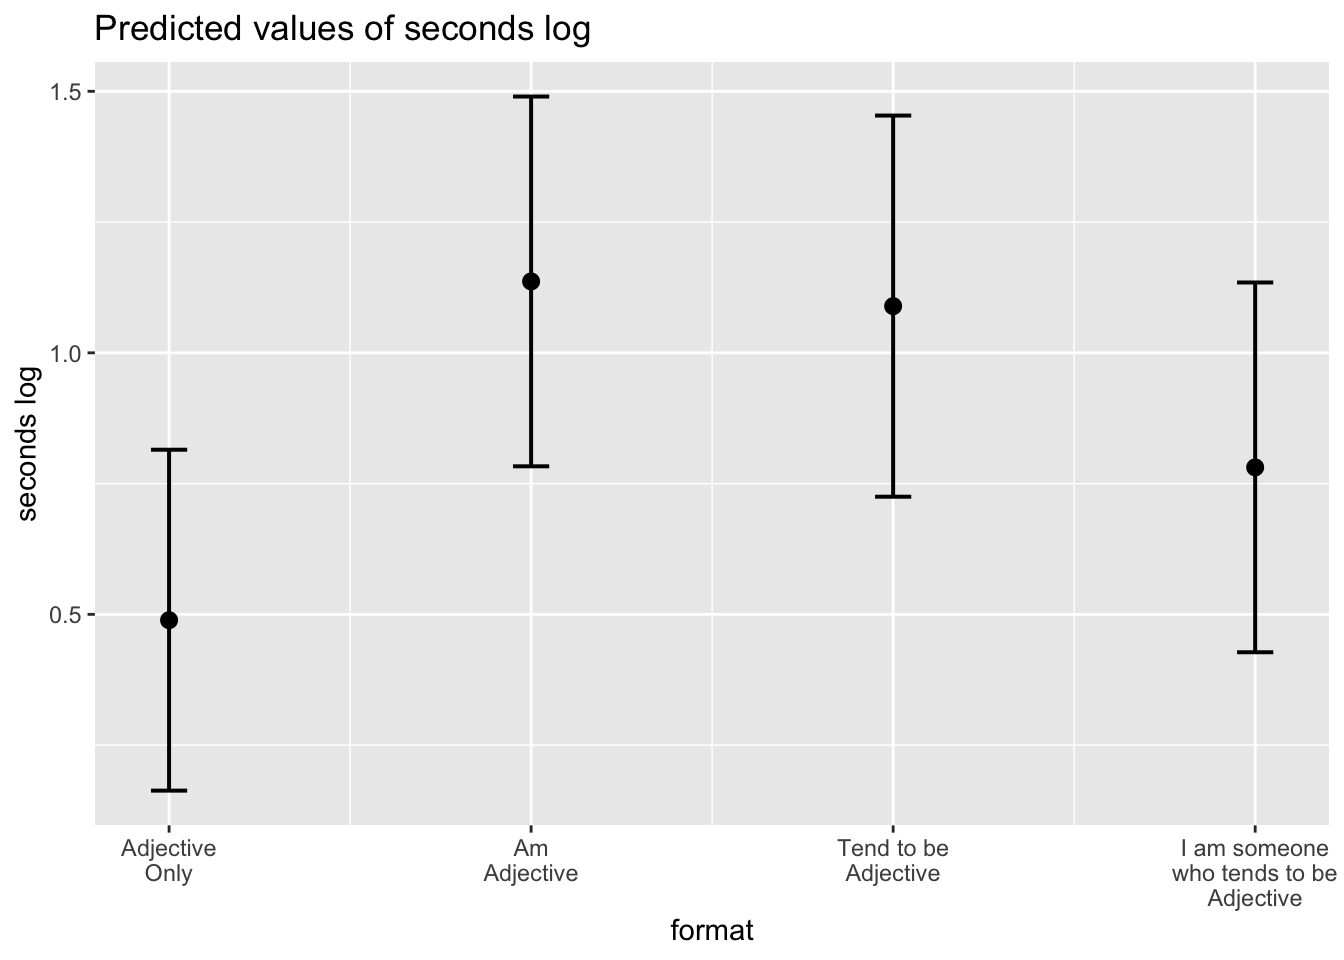 Predicted values of seconds log
1.5
1.0
0.5
seconds log
Adjective
Only
Am
Adjective
Tend to be
Adjective
I am someone
who tends to be
Adjective
format